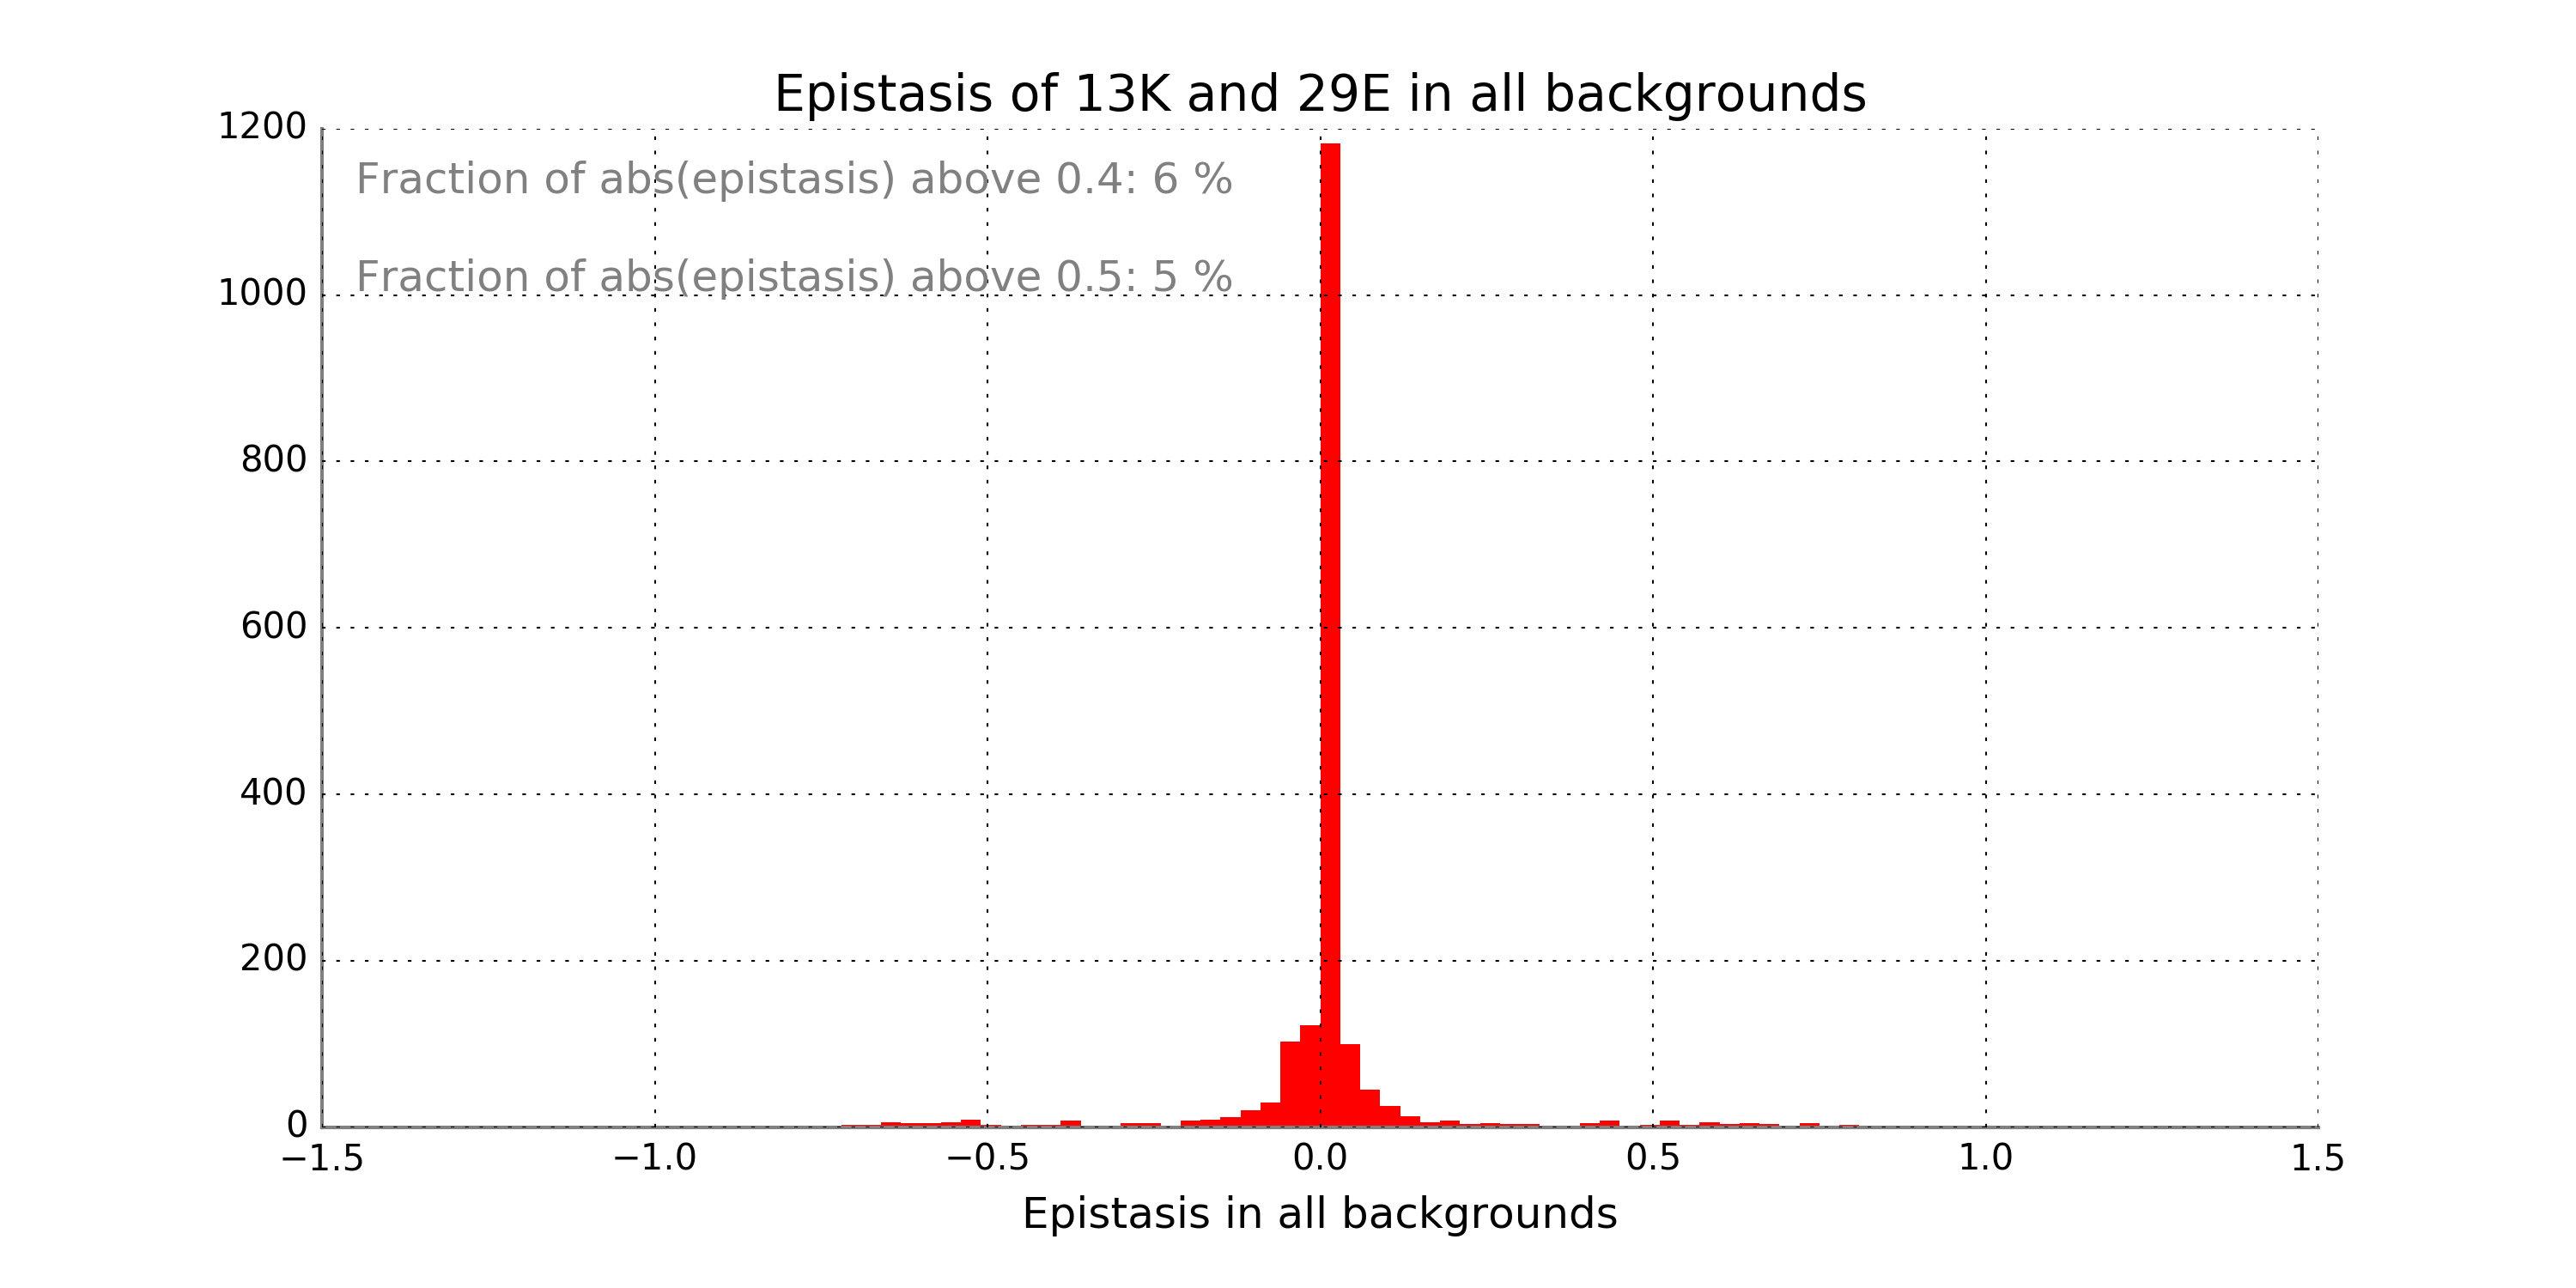 Epistasis of 13K and 29E in all backgrounds
1200
Fraction of abs(epistasis) above 0.4: 6 %
Fraction of abs(epistasis) above 0.5: 5 %
1000
800
600
400
200
0
−1.5 −1.0 −0.5 0.0 0.5 1.0 1.5
Epistasis in all backgrounds